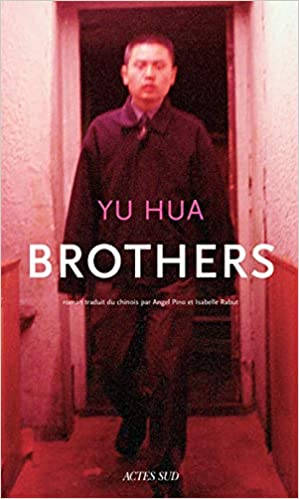 YU HUA
BROTHERS
roman traduit du chinois par Angel Pino et Isabelle Rabut
ACTES SUD